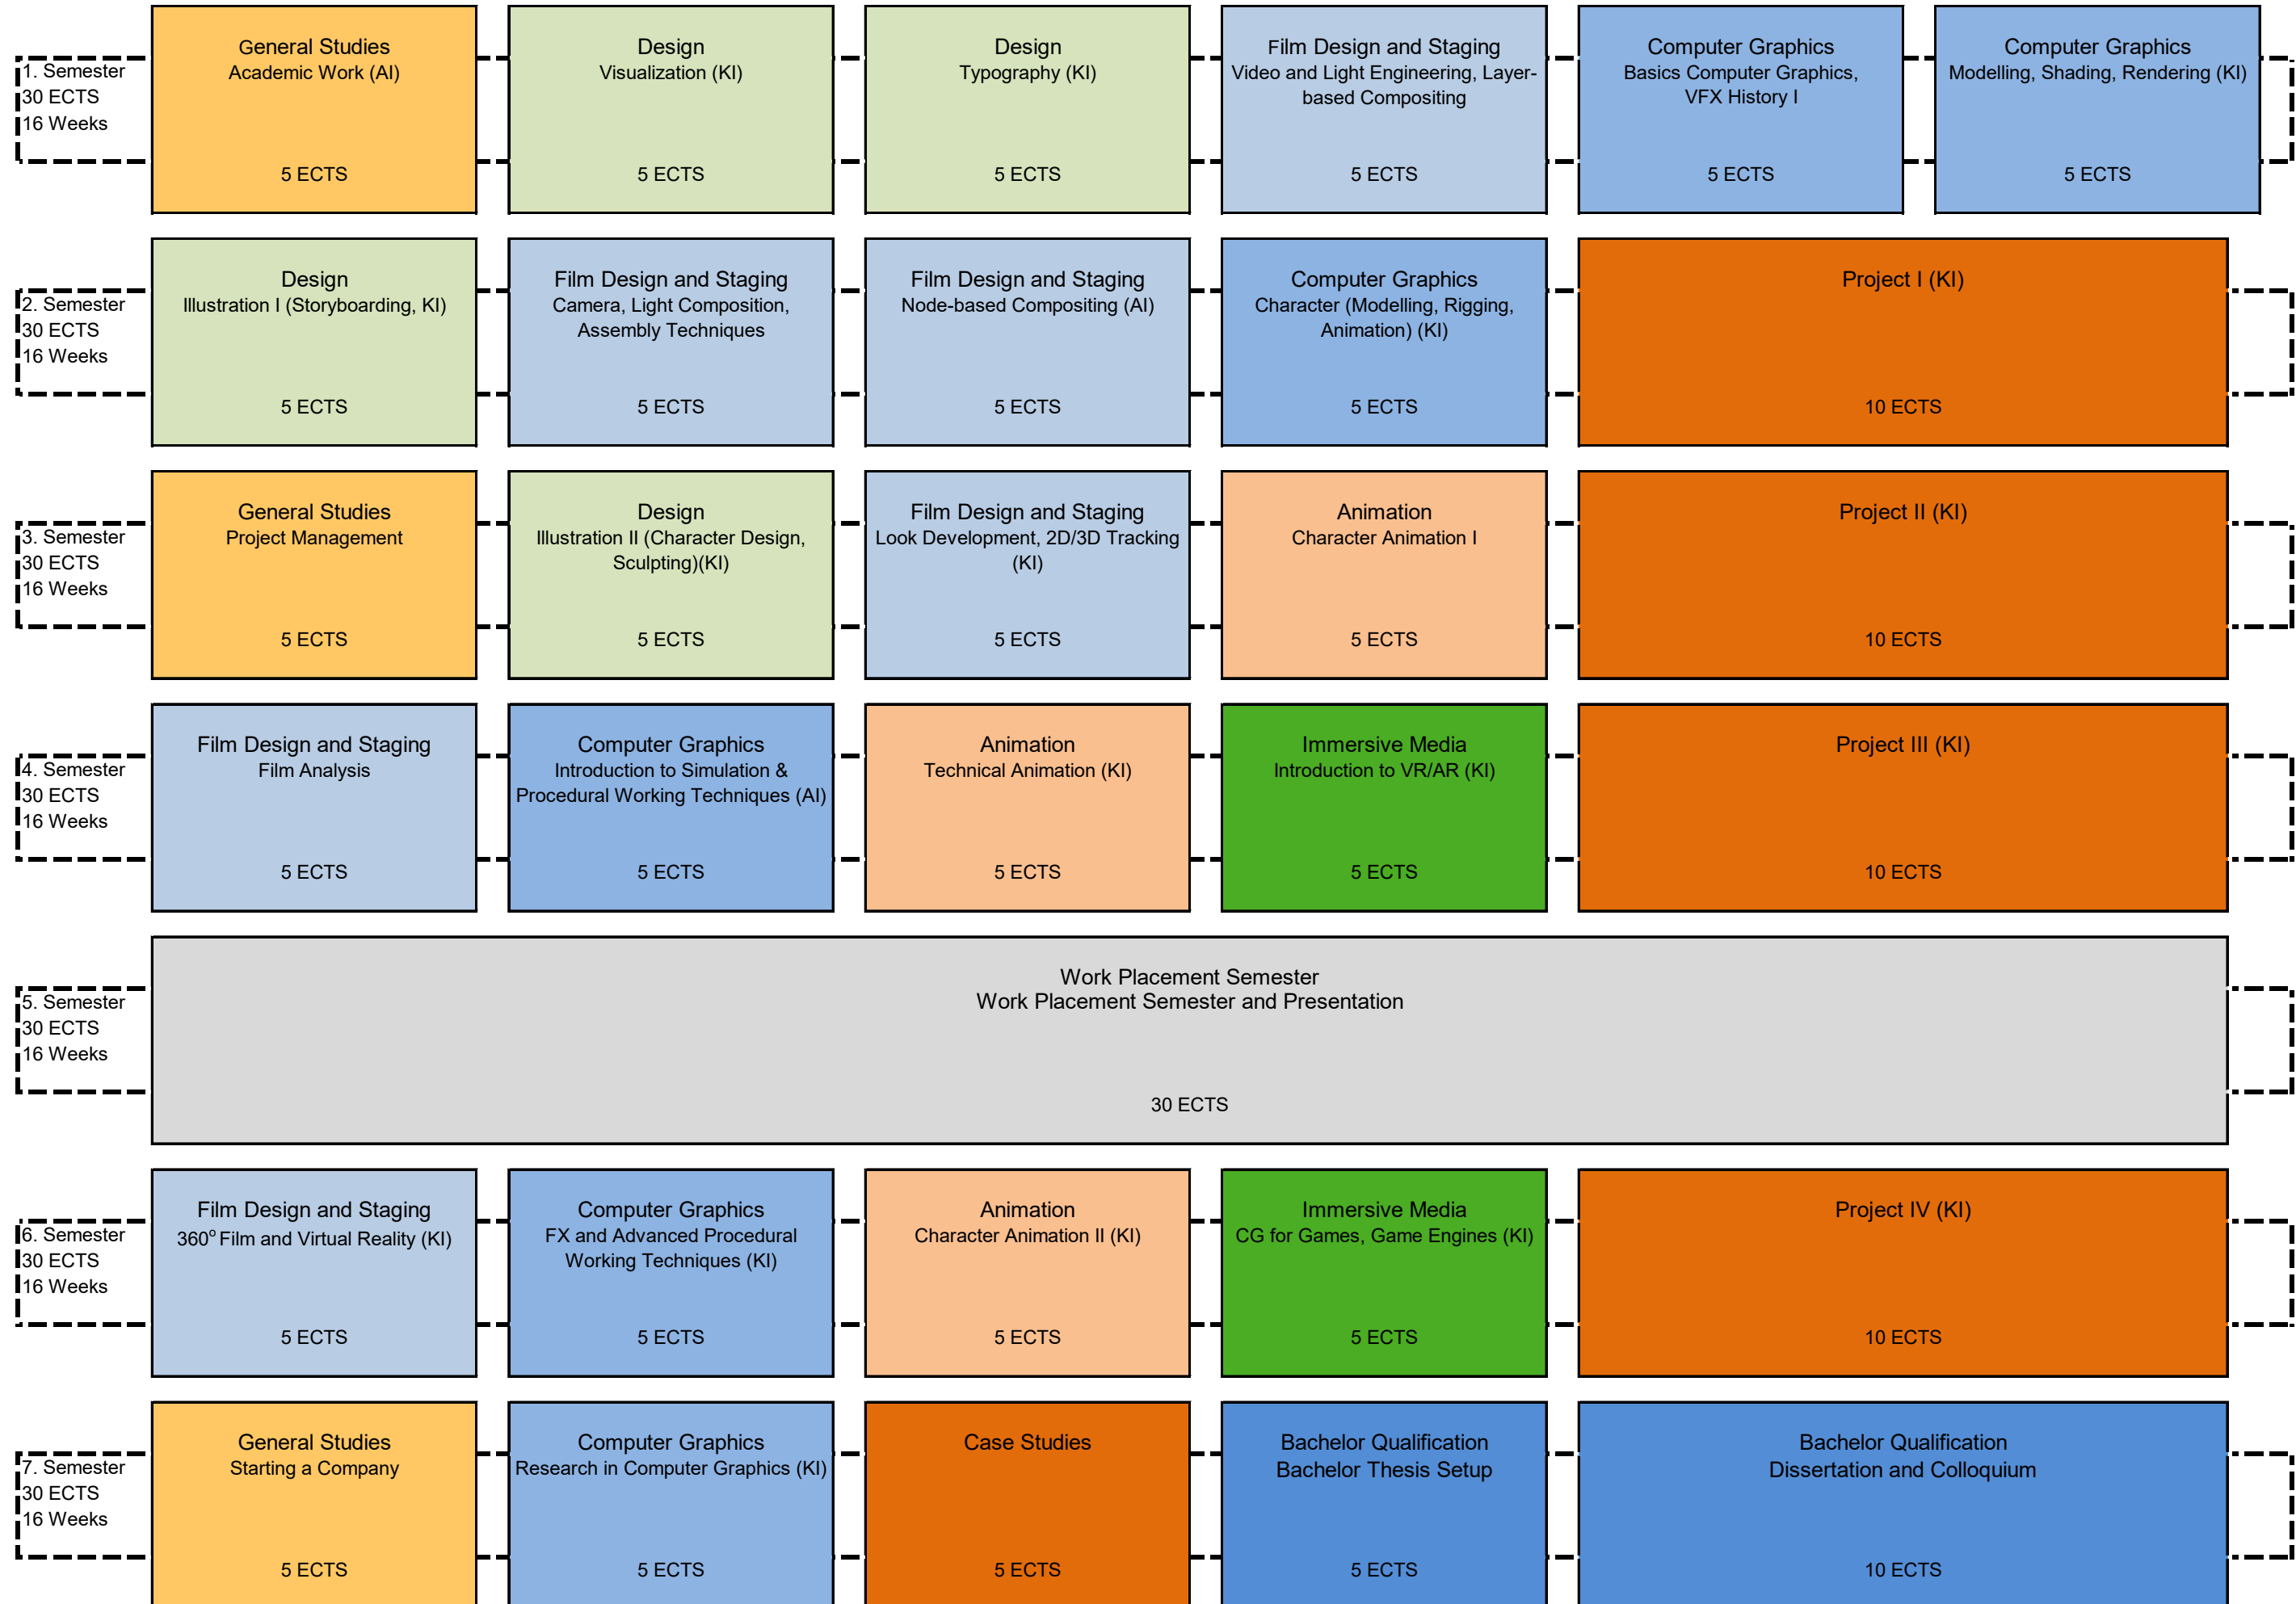 1. Semester
30 ECTS
16 Weeks
General Studies
Academic Work (AI)
5 ECTS
Design
Visualization (KI)
5 ECTS
Design
Typography (KI)
5 ECTS
Film Design and Staging
Video and Light Engineering, Layer-
based Compositing
5 ECTS
Computer Graphics
Basics Computer Graphics,
VFX History I
5 ECTS
Computer Graphics
Modelling, Shading, Rendering (KI)
5 ECTS
2. Semester
30 ECTS
16 Weeks
Design
Illustration I (Storyboarding, KI)
5 ECTS
Film Design and Staging
Camera, Light Composition,
Assembly Techniques
5 ECTS
Film Design and Staging
Node-based Compositing (AI)
5 ECTS
Computer Graphics
Character (Modelling, Rigging,
Animation) (KI)
5 ECTS
Project I (KI)
10 ECTS
3. Semester
30 ECTS
16 Weeks
General Studies
Project Management
5 ECTS
Design
Illustration II (Character Design,
Sculpting)(KI)
5 ECTS
Film Design and Staging
Look Development, 2D/3D Tracking
(KI)
5 ECTS
Animation
Character Animation I
5 ECTS
Project II (KI)
10 ECTS
4. Semester
30 ECTS
16 Weeks
Film Design and Staging
Film Analysis
5 ECTS
Computer Graphics
Introduction to Simulation &
Procedural Working Techniques (AI)
5 ECTS
Animation
Technical Animation (KI)
5 ECTS
Immersive Media
Introduction to VR/AR (KI)
5 ECTS
Project III (KI)
10 ECTS
5. Semester
30 ECTS
16 Weeks
Work Placement Semester
Work Placement Semester and Presentation
30 ECTS
6. Semester
30 ECTS
16 Weeks
Film Design and Staging
360° Film and Virtual Reality (KI)
5 ECTS
Computer Graphics
FX and Advanced Procedural
Working Techniques (KI)
5 ECTS
Animation
Character Animation II (KI)
5 ECTS
Immersive Media
CG for Games, Game Engines (KI)
5 ECTS
Project IV (KI)
10 ECTS
7. Semester
30 ECTS
16 Weeks
General Studies
Starting a Company
5 ECTS
Computer Graphics
Research in Computer Graphics (KI)
5 ECTS
Case Studies
5 ECTS
Bachelor Qualification
Bachelor Thesis Setup
5 ECTS
Bachelor Qualification
Dissertation and Colloquium
10 ECTS